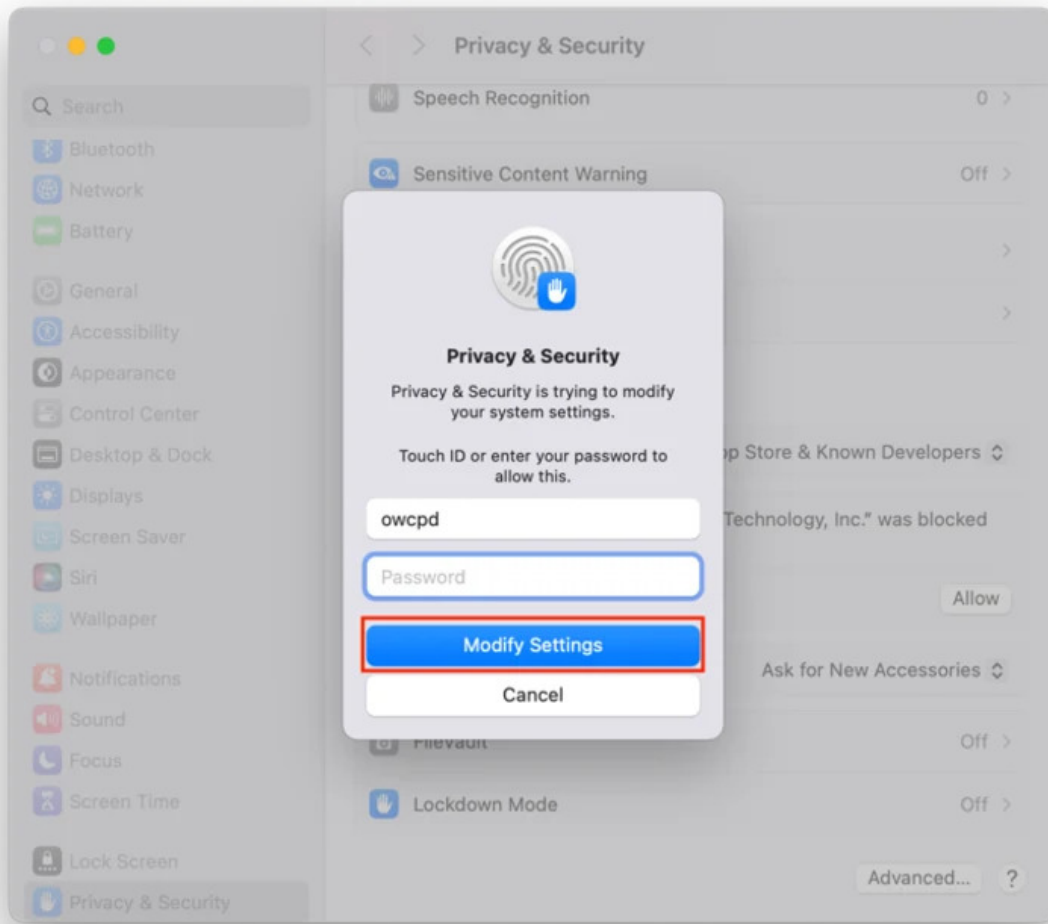 Privacy & Security
Search
Bluetooth
Network
Battery
General
Accessibility
Appearance
Control Center
Desktop & Dock
Displays
Screen Saver
Siri
Wallpaper
Notifications
Sound
Focus
Screen Time
Lock Screen
Privacy & Security
Speech Recognition 0
Sensitive Content Warning Off
Privacy & Security
Privacy & Security is trying to modify
your system settings.
Touch ID or enter your password to
allow this.
owcpd
Password
Modify Settings
Cancel
op Store & Known Developers
Technology, Inc.” was blocked
Allow
Ask for New Accessories
FileVault Off
Lockdown Mode Off
Advanced... ?